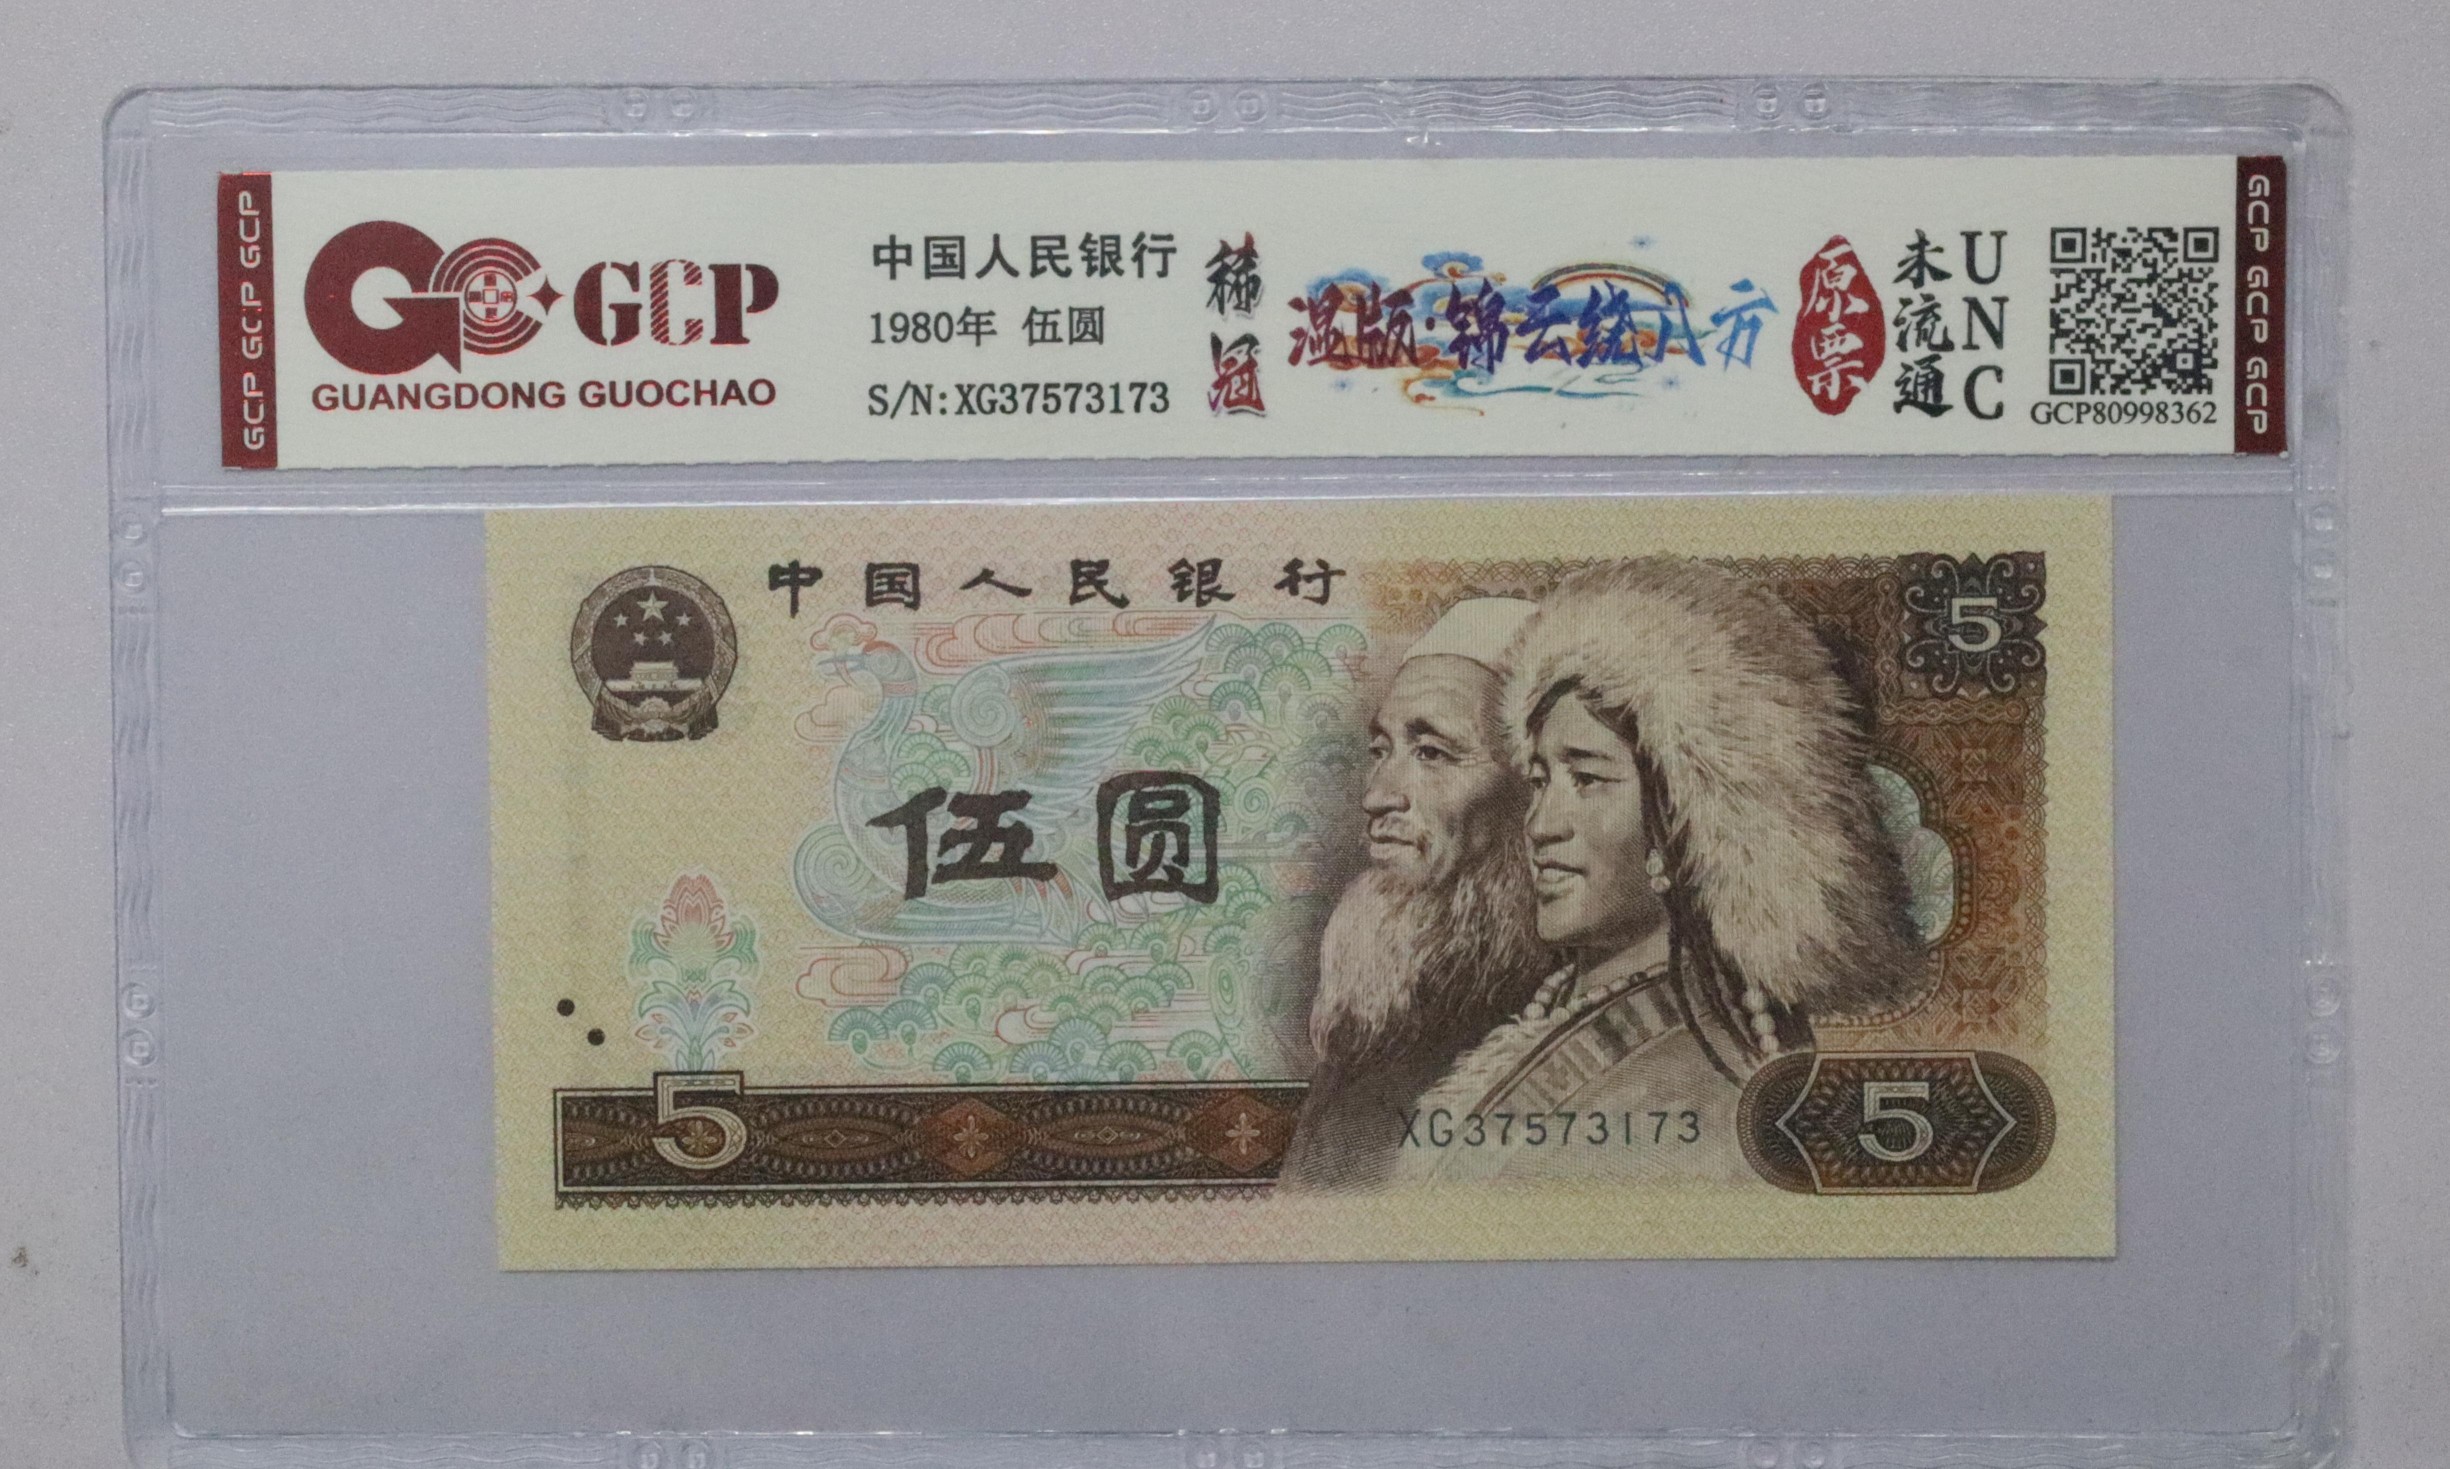 GCP GCP GCP
GCP
GUANGDONG GUOCHAO
中国人民银行
1980年 伍圆
S/N:XG37573173
稀冠
温版·锦云绕八方
原票
未流通
UNC
GCP80998362
GCP GCP GCP
中国人民银行
5
伍圆
5
XG37573173
5